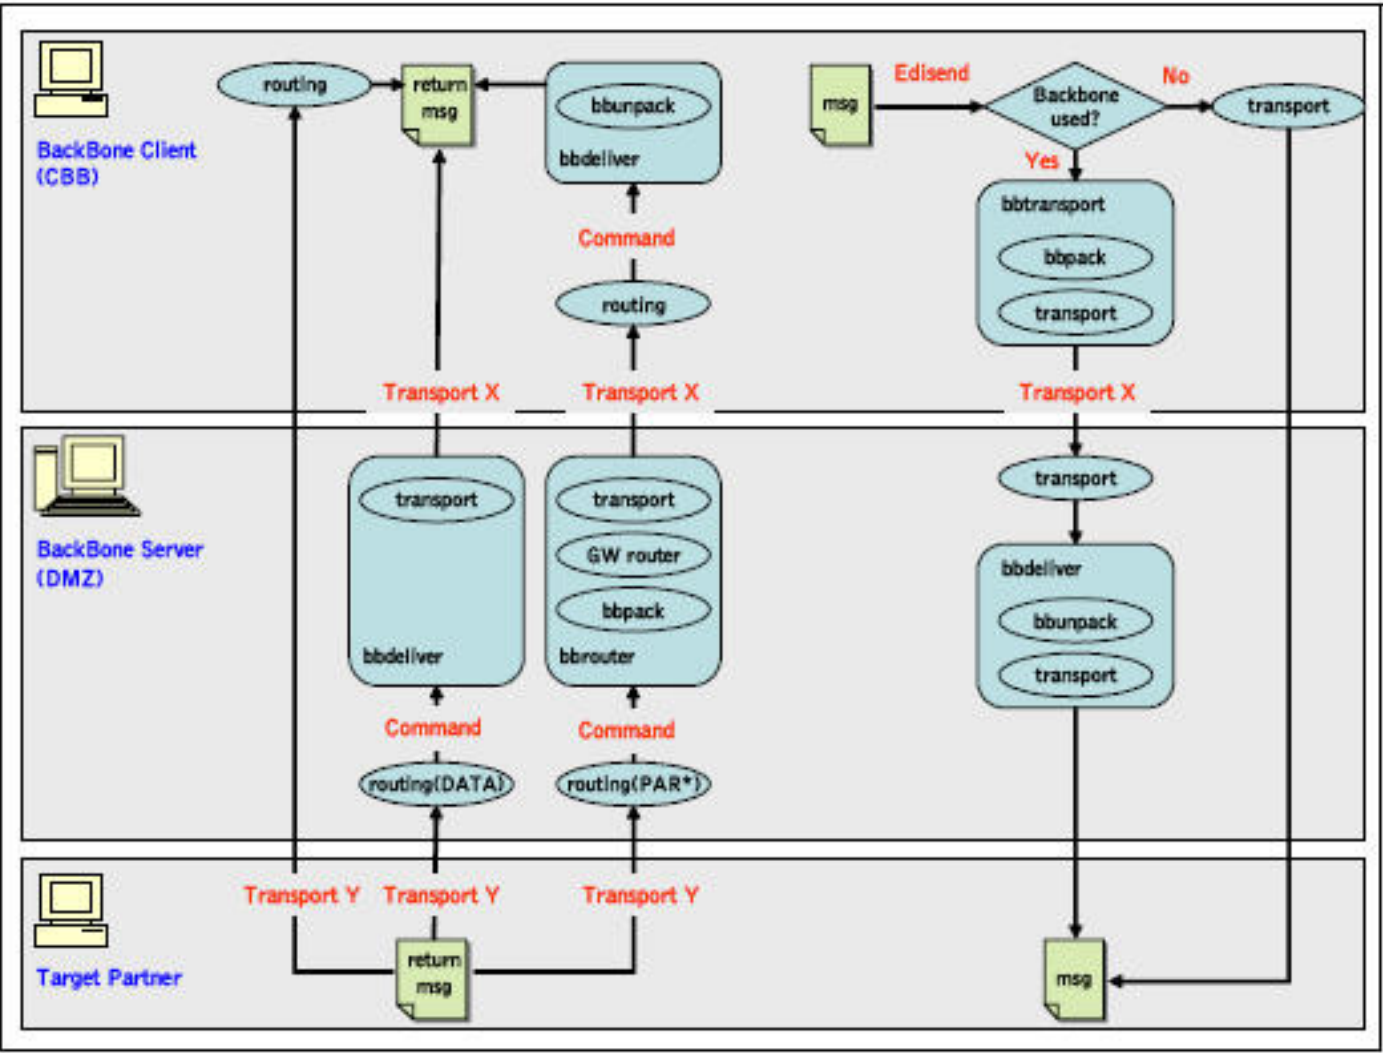 routing
return
msg
bbunpack
bbdeliver
msg
Edisend
Backbone
used?
No
transport
BackBone Client
(CBB)
Yes
bbtransport
bbpack
transport
Command
routing
Transport X
Transport X
Transport X
BackBone Server
(DMZ)
transport
bbdeliver
transport
GW router
bbpack
bbrouter
transport
bbdeliver
bbunpack
transport
Command
Command
routing(DATA)
routing(PAR*)
Transport Y
Transport Y
Transport Y
Target Partner
return
msg
msg